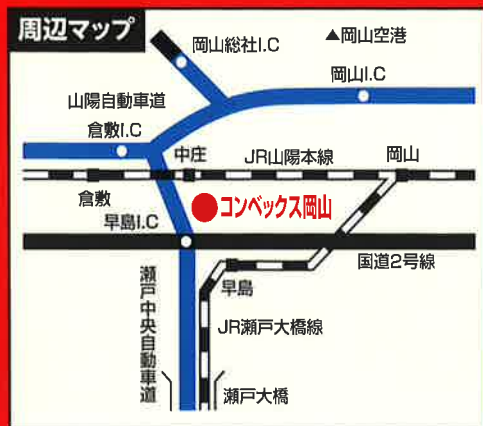 周辺マップ
岡山総社I.C
▲岡山空港
岡山I.C
山陽自動車道
倉敷I.C
中庄
JR山陽本線
岡山
倉敷
コンベックス岡山
早島I.C
国道2号線
早島
瀬戸中央自動車道
JR瀬戸大橋線
瀬戸大橋